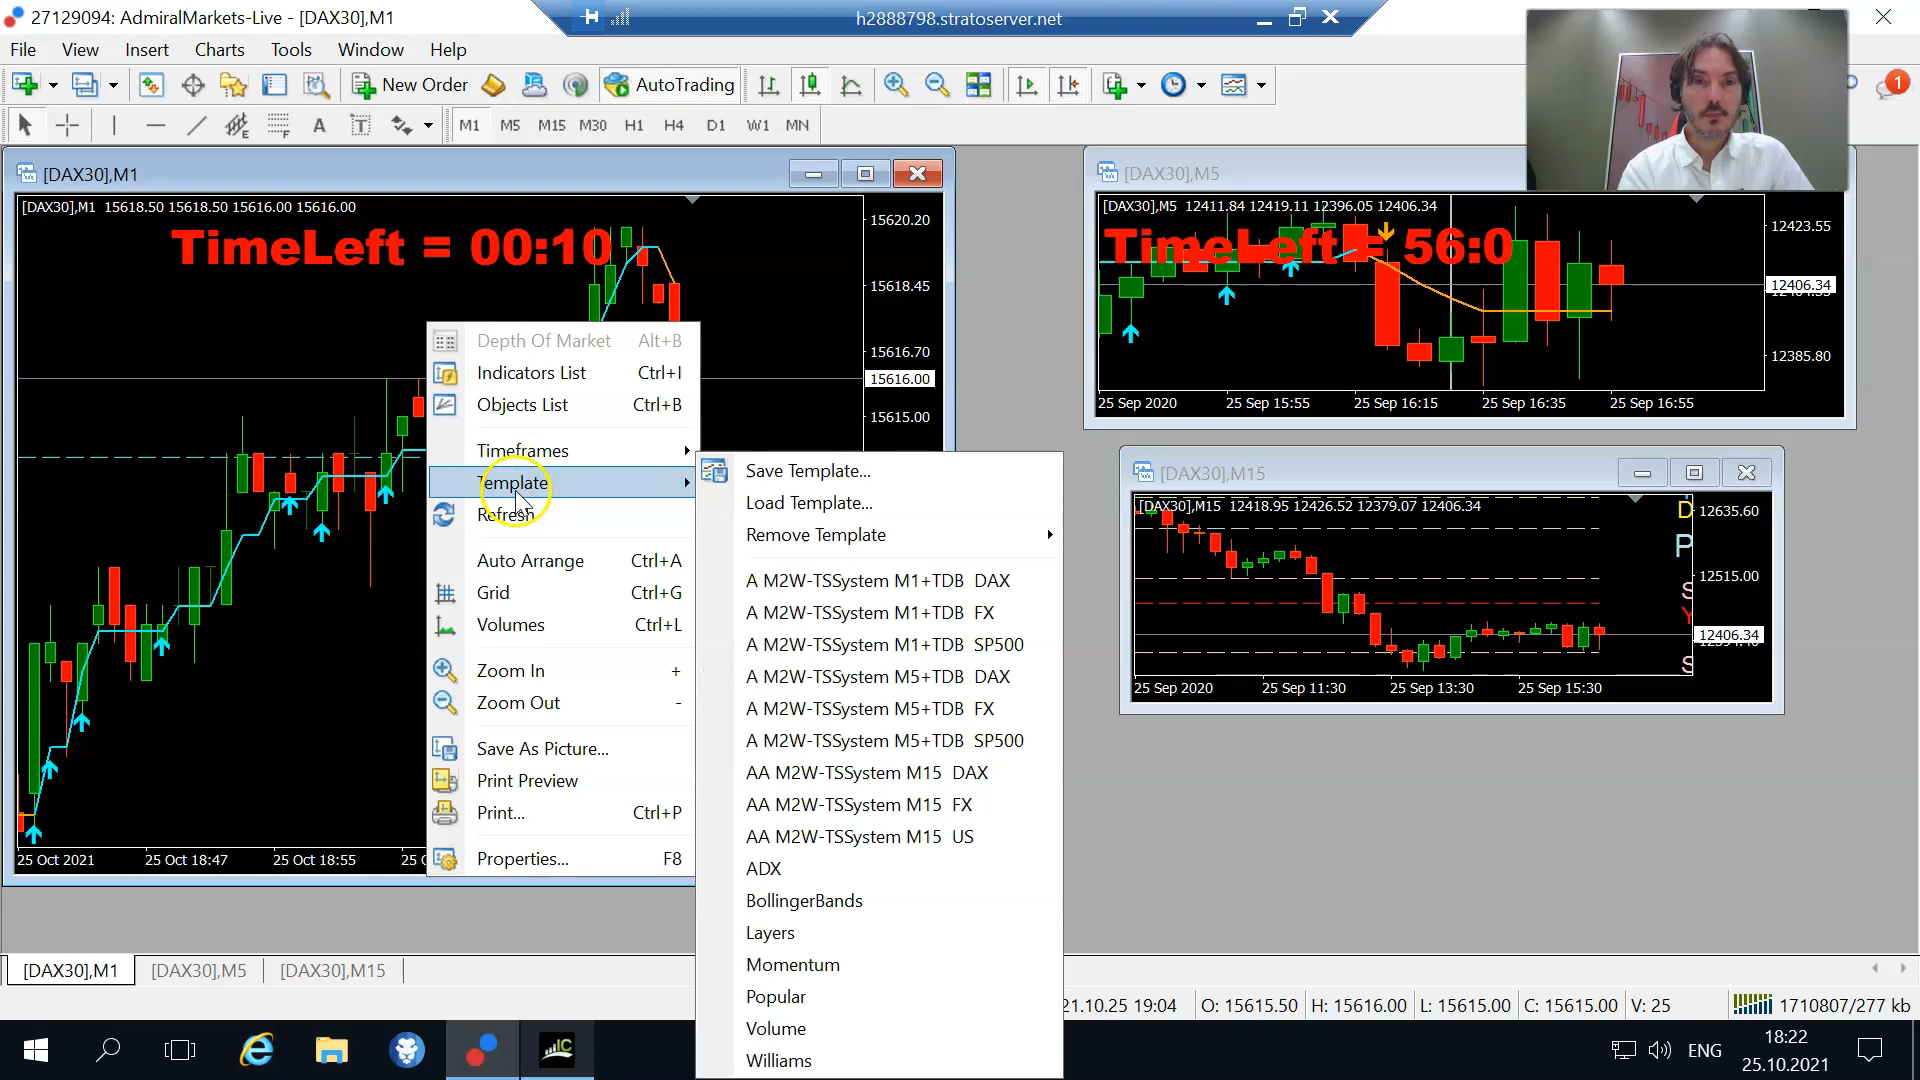 27129094: AdmiralMarkets-Live - [DAX30],M1
h2888798.stratoserver.net
File View Insert Charts Tools Window Help
New Order AutoTrading 1
M1 M5 M15 M30 H1 H4 D1 W1 MN
[DAX30],M1
[DAX30],M1 15618.50 15618.50 15616.00 15616.00
TimeLeft = 00:10
15620.20
15618.45
15616.70
15616.00
15615.00
25 Oct 2021 25 Oct 18:47 25 Oct 18:55
[DAX30],M5
[DAX30],M5 12411.84 12419.11 12396.05 12406.34
TimeLeft = 56:0
12423.55
12406.34
12385.80
25 Sep 2020 25 Sep 15:55 25 Sep 16:15 25 Sep 16:35 25 Sep 16:55
[DAX30],M15
[DAX30],M15 12418.95 12426.52 12379.07 12406.34
D
P
S
Y
S
12635.60
12515.00
12406.34
25 Sep 2020 25 Sep 11:30 25 Sep 13:30 25 Sep 15:30
Depth Of Market Alt+B
Indicators List Ctrl+I
Objects List Ctrl+B
Timeframes
Template
Refresh
Auto Arrange Ctrl+A
Grid Ctrl+G
Volumes Ctrl+L
Zoom In +
Zoom Out -
Save As Picture...
Print Preview
Print... Ctrl+P
Properties... F8
Save Template...
Load Template...
Remove Template
A M2W-TSSystem M1+TDB DAX
A M2W-TSSystem M1+TDB FX
A M2W-TSSystem M1+TDB SP500
A M2W-TSSystem M5+TDB DAX
A M2W-TSSystem M5+TDB FX
A M2W-TSSystem M5+TDB SP500
AA M2W-TSSystem M15 DAX
AA M2W-TSSystem M15 FX
AA M2W-TSSystem M15 US
ADX
BollingerBands
Layers
Momentum
Popular
Volume
Williams
[DAX30],M1 [DAX30],M5 [DAX30],M15
21.10.25 19:04 O: 15615.50 H: 15616.00 L: 15615.00 C: 15615.00 V: 25 1710807/277 kb
IC
ENG
18:22
25.10.2021